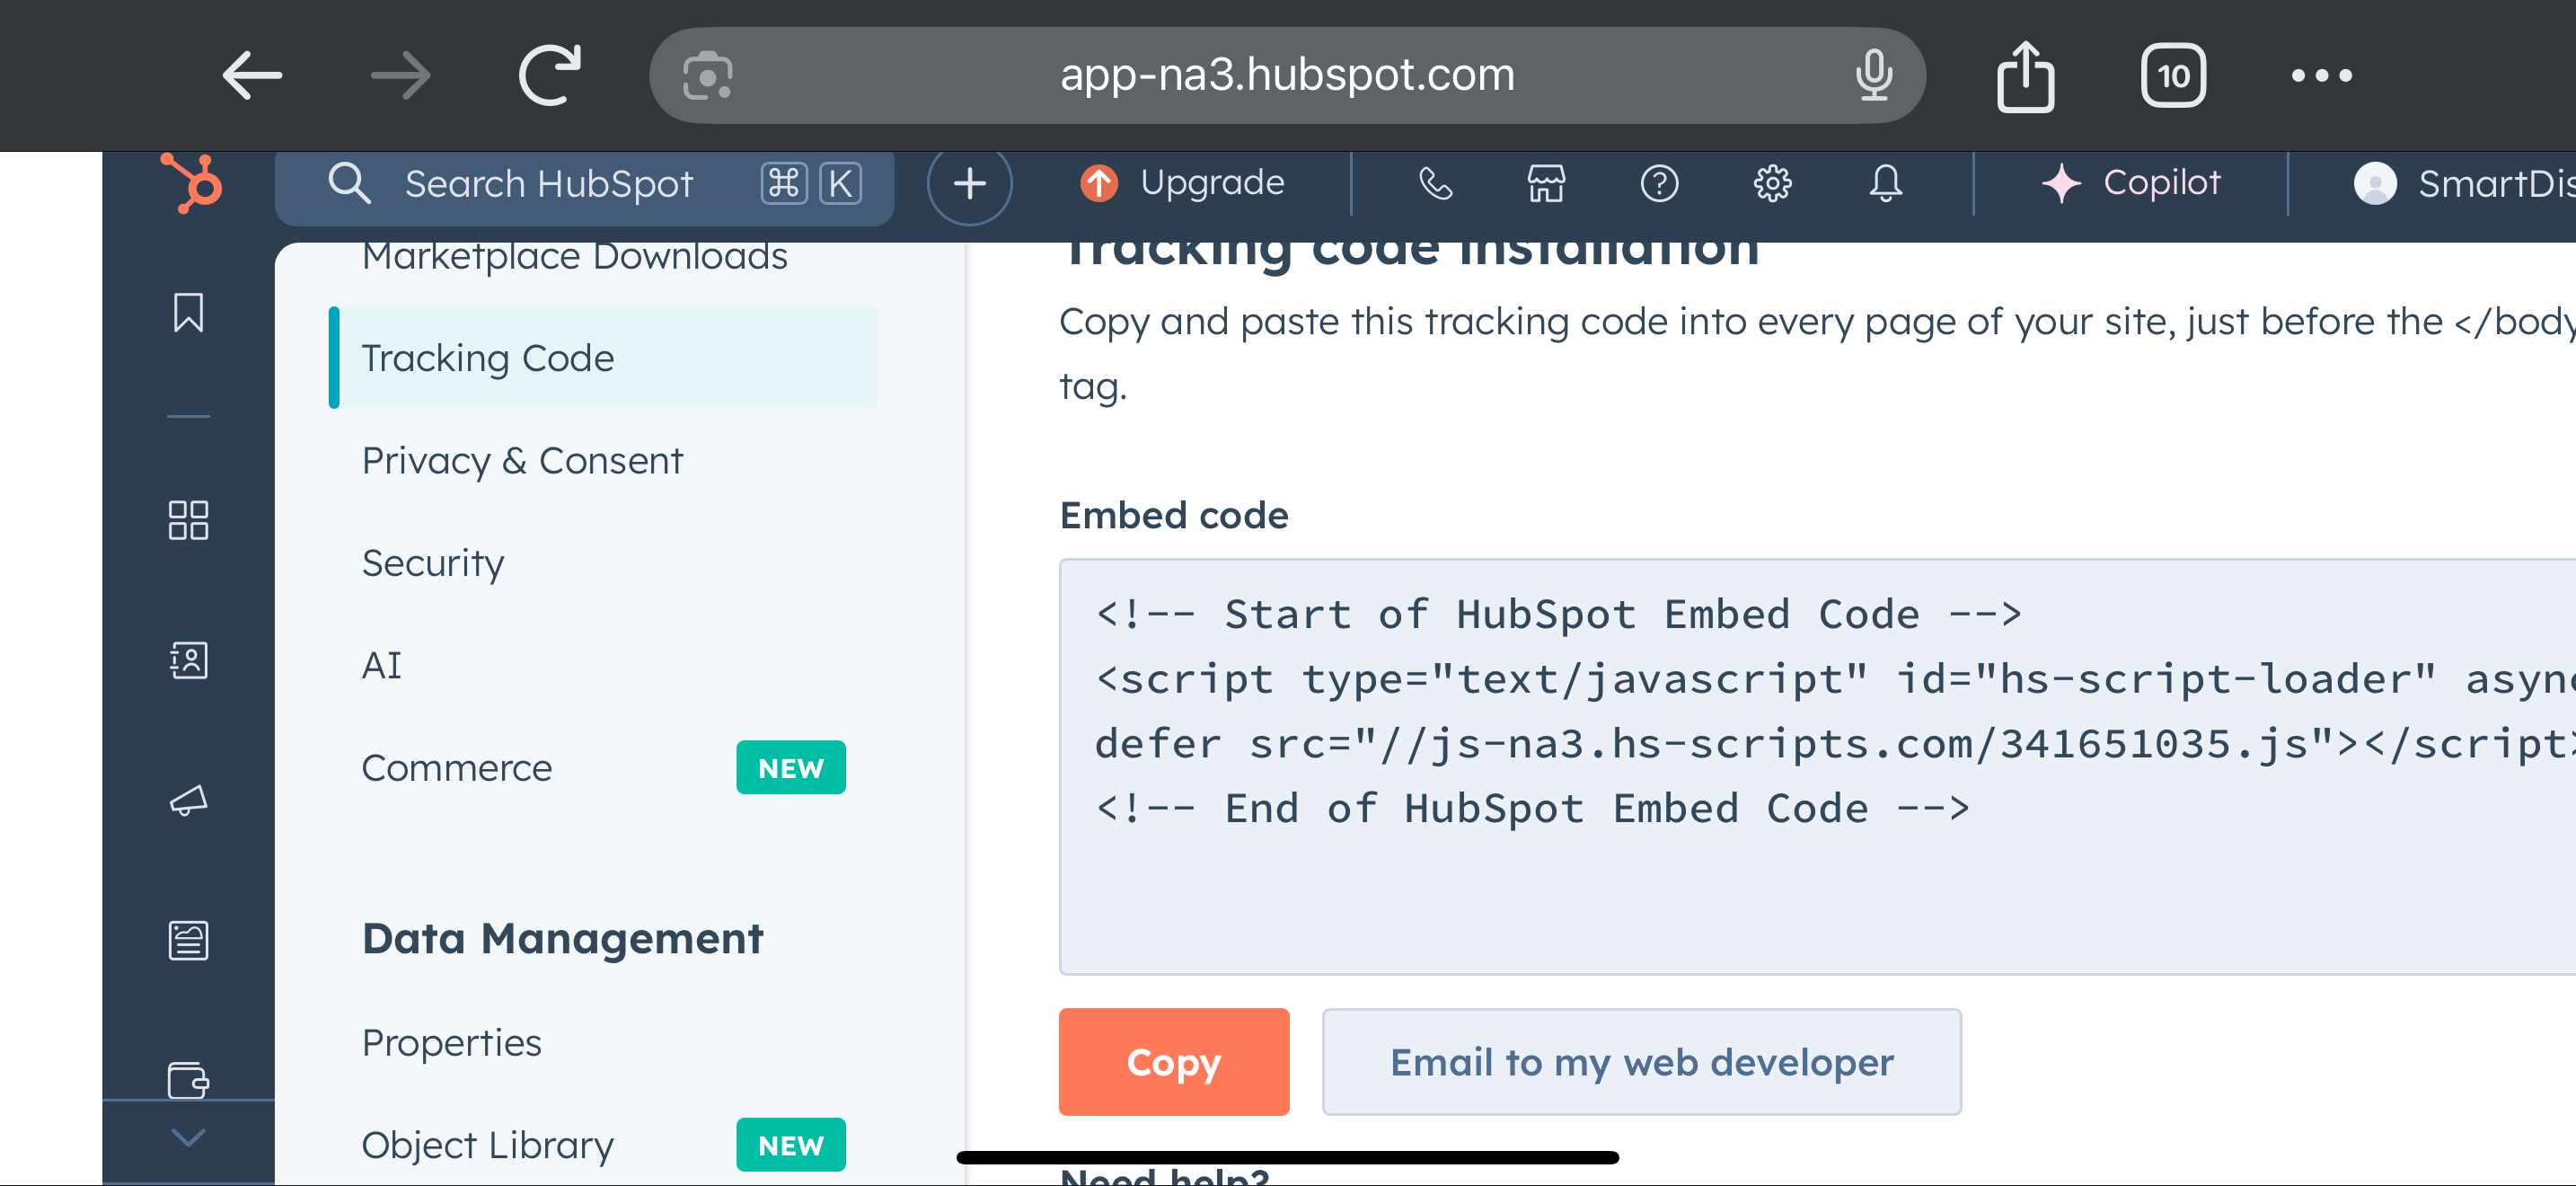 app-na3.hubspot.com
10
Search HubSpot ⌘ K
Upgrade
Copilot
SmartDis
Marketplace Downloads
Tracking Code
Privacy & Consent
Security
AI
Commerce NEW
Data Management
Properties
Object Library NEW
Tracking code installation
Copy and paste this tracking code into every page of your site, just before the </body
tag.
Embed code
<!-- Start of HubSpot Embed Code -->
<script type="text/javascript" id="hs-script-loader" async
defer src="//js-na3.hs-scripts.com/341651035.js"></script>
<!-- End of HubSpot Embed Code -->
Copy
Email to my web developer
Need help?